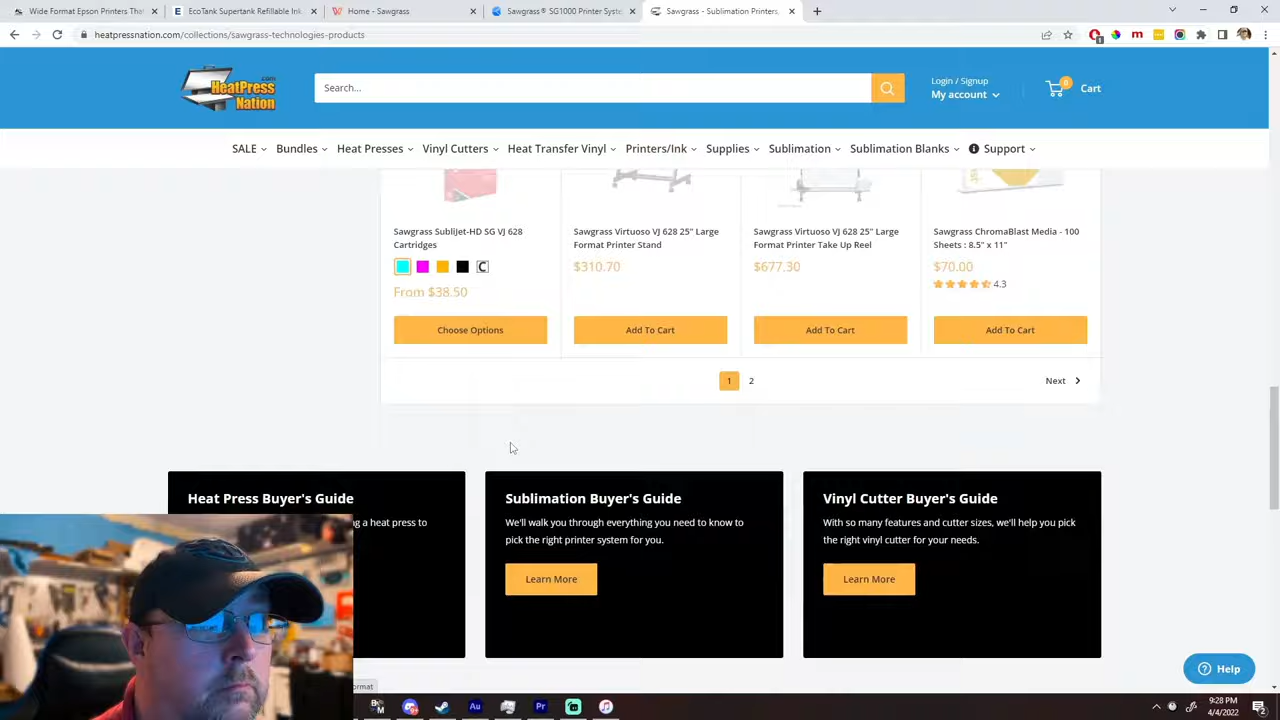 Wide Format Epson Printers Tha
EcoTank Supertank Refillable Ink
Home - Sawgrass
Sawgrass® SG1000 Printer System
Sawgrass - Sublimation Printers,
heatpressnation.com/collections/sawgrass-technologies-products
HeatPress
.com
Nation
Search...
Login / Signup
My account
0
Cart
SALE
Bundles
Heat Presses
Vinyl Cutters
Heat Transfer Vinyl
Printers/Ink
Supplies
Sublimation
Sublimation Blanks
Support
Sawgrass SubliJet-HD SG VJ 628
Cartridges
C
From $38.50
Choose Options
Sawgrass Virtuoso VJ 628 25" Large
Format Printer Stand
$310.70
Add To Cart
Sawgrass Virtuoso VJ 628 25" Large
Format Printer Take Up Reel
$677.30
Add To Cart
Sawgrass ChromaBlast Media - 100
Sheets : 8.5" x 11"
$70.00
4.3
Add To Cart
1
2
Next
Heat Press Buyer's Guide
g a heat press to
Sublimation Buyer's Guide
We'll walk you through everything you need to know to
pick the right printer system for you.
Learn More
Vinyl Cutter Buyer's Guide
With so many features and cutter sizes, we'll help you pick
the right vinyl cutter for your needs.
Learn More
Help
ormat
Au
Pr
9:28 PM
4/4/2022
2